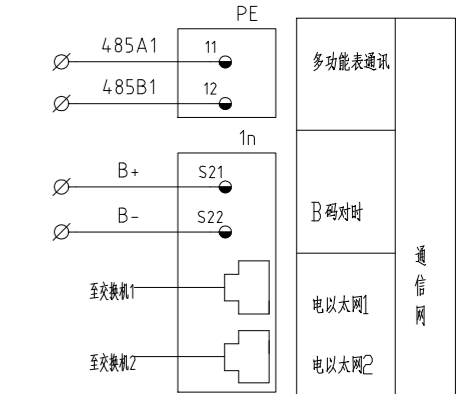 PE
485A1 11 多功能表通讯
485B1 12
1n
B+ S21
B- S22 B码对时
至交换机1 电以太网1
至交换机2 电以太网2
通信网